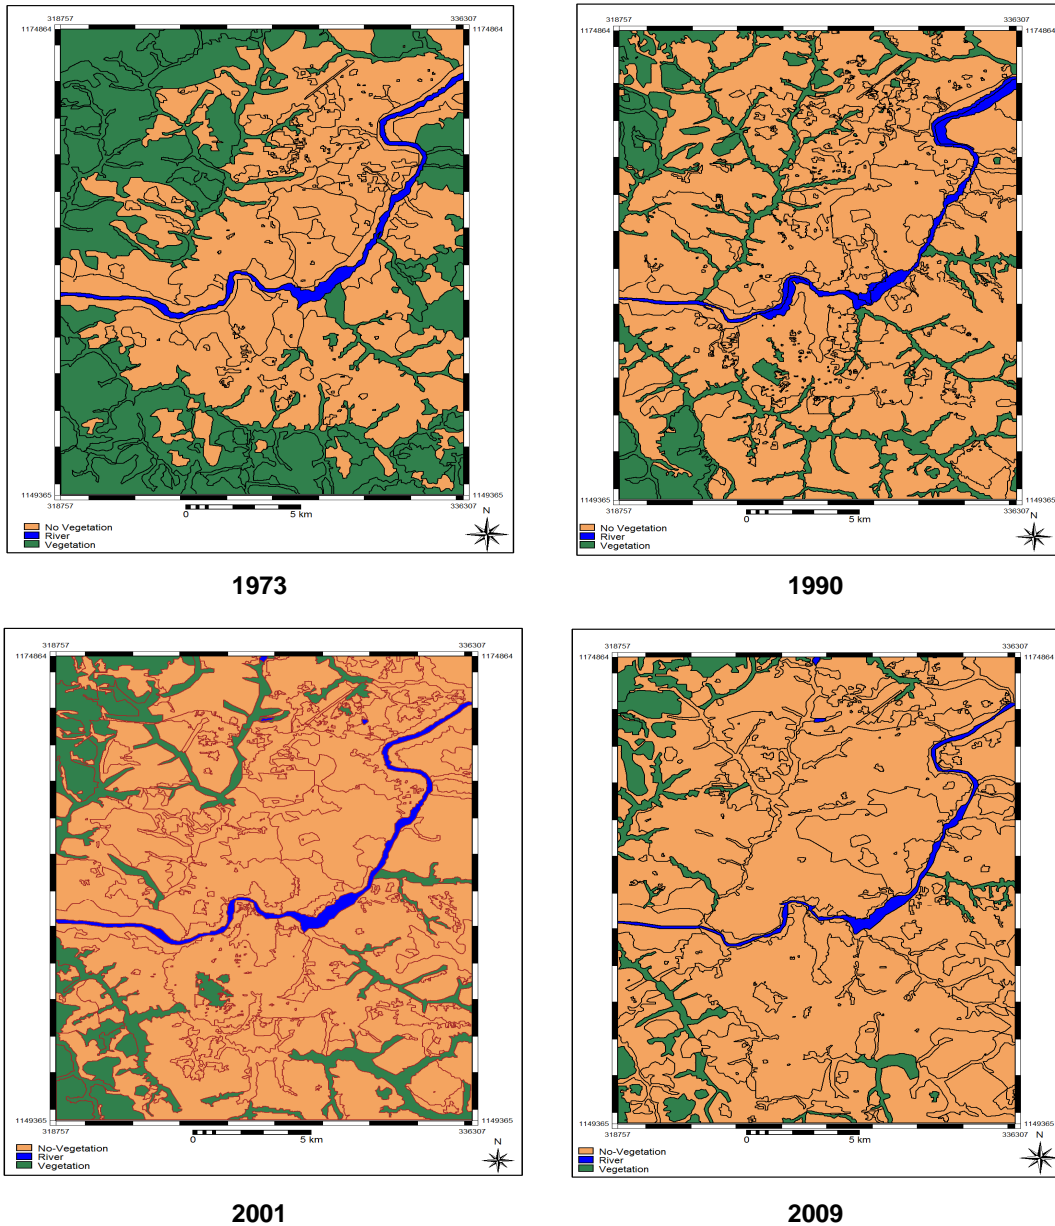 318757 336307
1174864 1174864
1149365 1149365
318757 336307
0 5 km
No Vegetation
River
Vegetation
N
1973
318757 336307
1174864 1174864
1149365 1149365
318757 336307
0 5 km
No Vegetation
River
Vegetation
N
1990
318757 336307
1174864 1174864
1149365 1149365
318757 336307
0 5 km
No-Vegetation
River
Vegetation
N
2001
318757 336307
1174864 1174864
1149365 1149365
318757 336307
0 5 km
No-Vegetation
River
Vegetation
N
2009